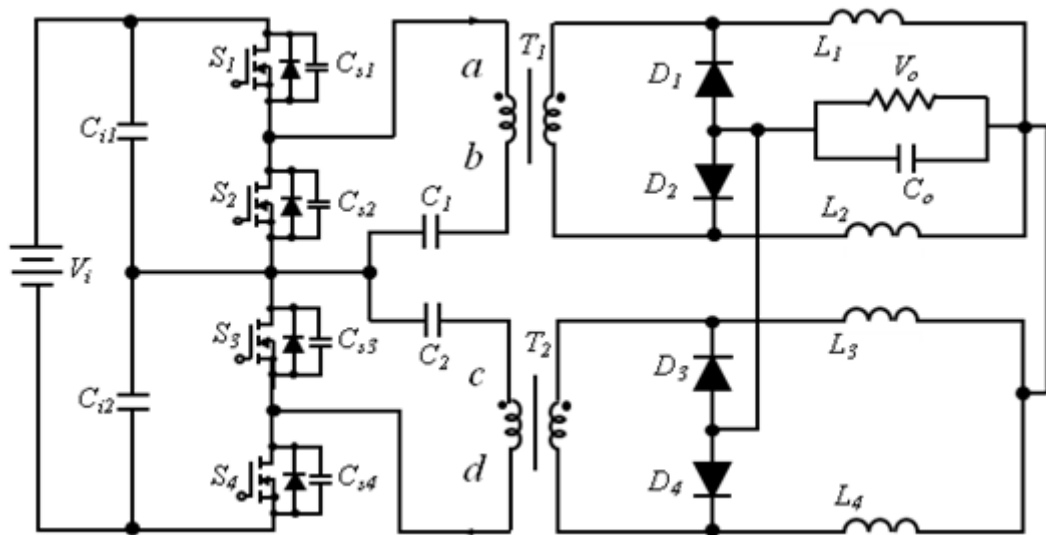 S1
Cs1
Ci1
S2
Cs2
Vi
S3
Cs3
Ci2
S4
Cs4
C1
C2
a
b
c
d
T1
T2
D1
D2
D3
D4
L1
Vo
Co
L2
L3
L4